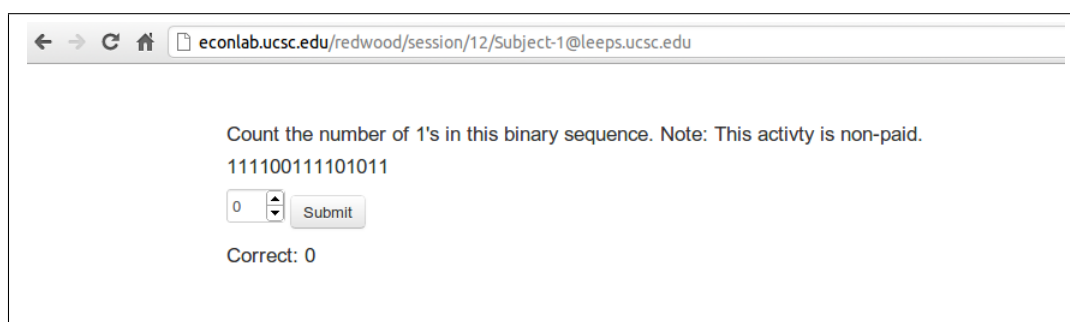 econlab.ucsc.edu/redwood/session/12/Subject-1@leeps.ucsc.edu
Count the number of 1's in this binary sequence. Note: This activty is non-paid.
111100111101011
0 Submit
Correct: 0